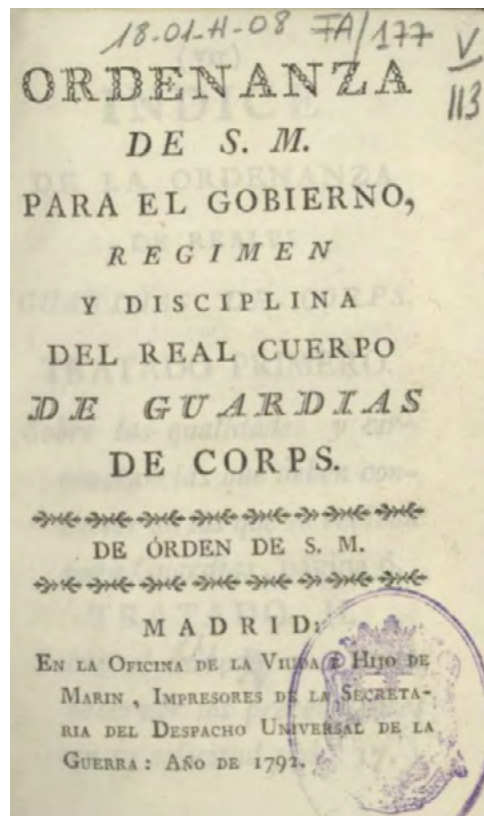 18-01-H-08 FA/177 V
113
ORDENANZA
DE S. M.
PARA EL GOBIERNO,
REGIMEN
Y DISCIPLINA
DEL REAL CUERPO
DE GUARDIAS
DE CORPS.
DE ÓRDEN DE S. M.
MADRID:
EN LA OFICINA DE LA VIUDA É HIJO DE
MARIN, IMPRESORES DE LA SECRETA-
RIA DEL DESPACHO UNIVERSAL DE LA
GUERRA: AÑO DE 1792.